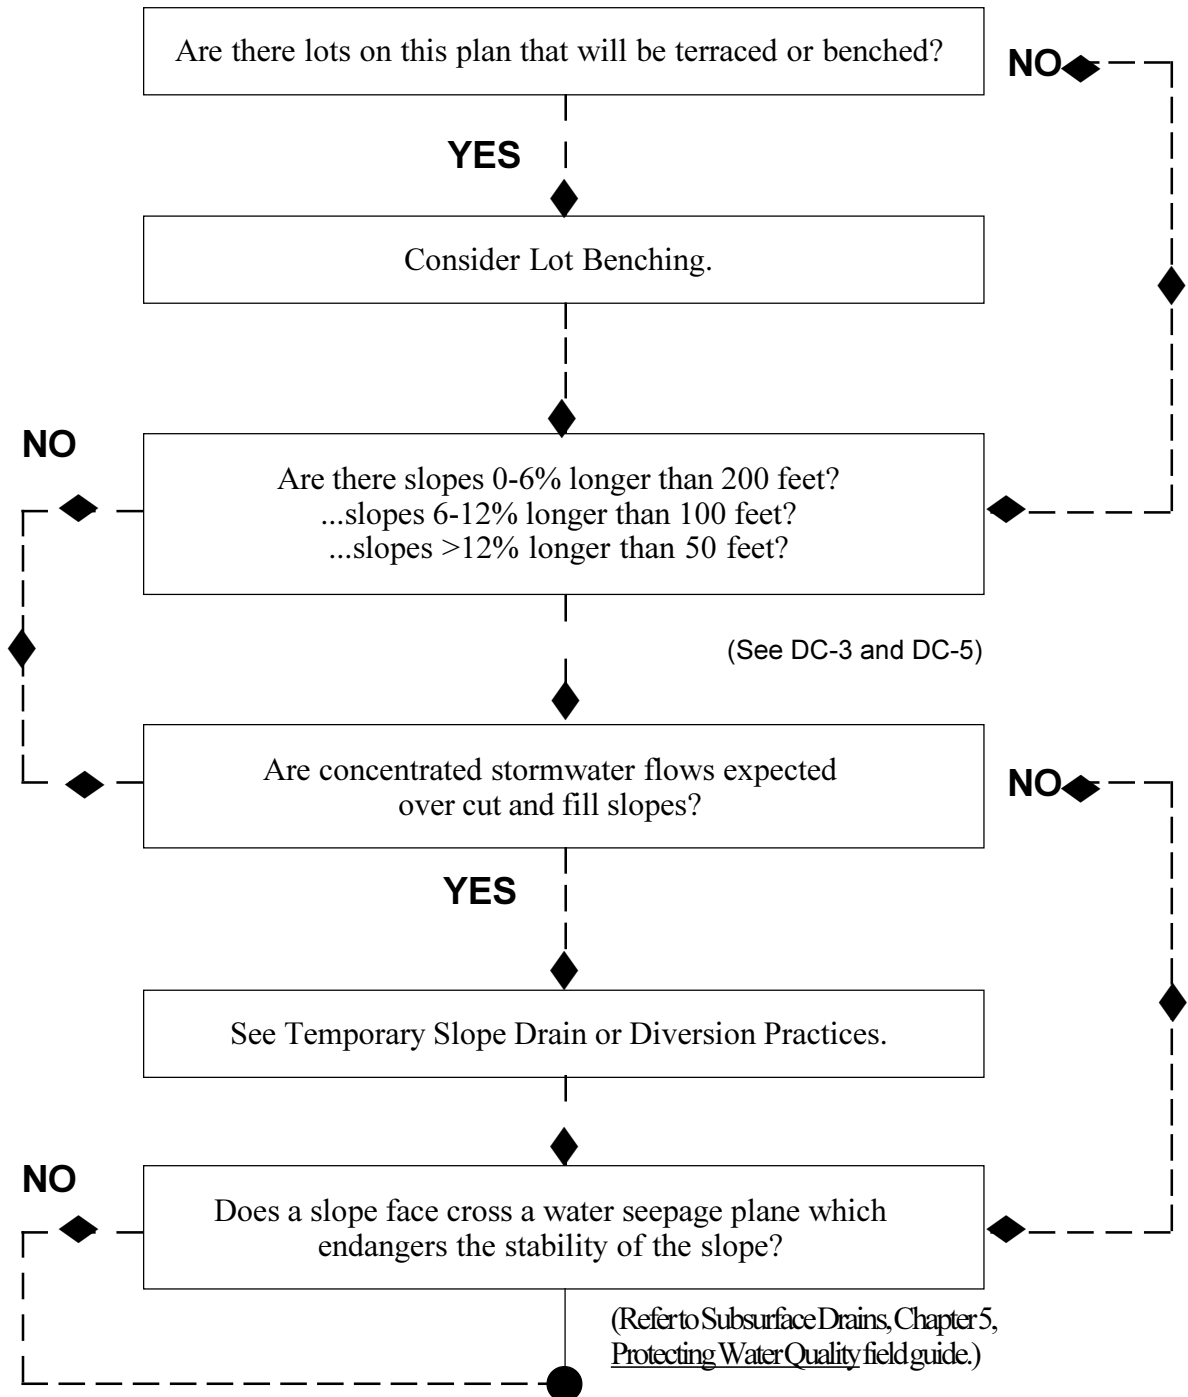 Are there lots on this plan that will be terraced or benched?
NO
YES
Consider Lot Benching.
NO
Are there slopes 0-6% longer than 200 feet?
...slopes 6-12% longer than 100 feet?
...slopes >12% longer than 50 feet?
(See DC-3 and DC-5)
Are concentrated stormwater flows expected
over cut and fill slopes?
NO
YES
See Temporary Slope Drain or Diversion Practices.
NO
Does a slope face cross a water seepage plane which
endangers the stability of the slope?
(Refer to Subsurface Drains, Chapter 5,
Protecting Water Quality field guide.)